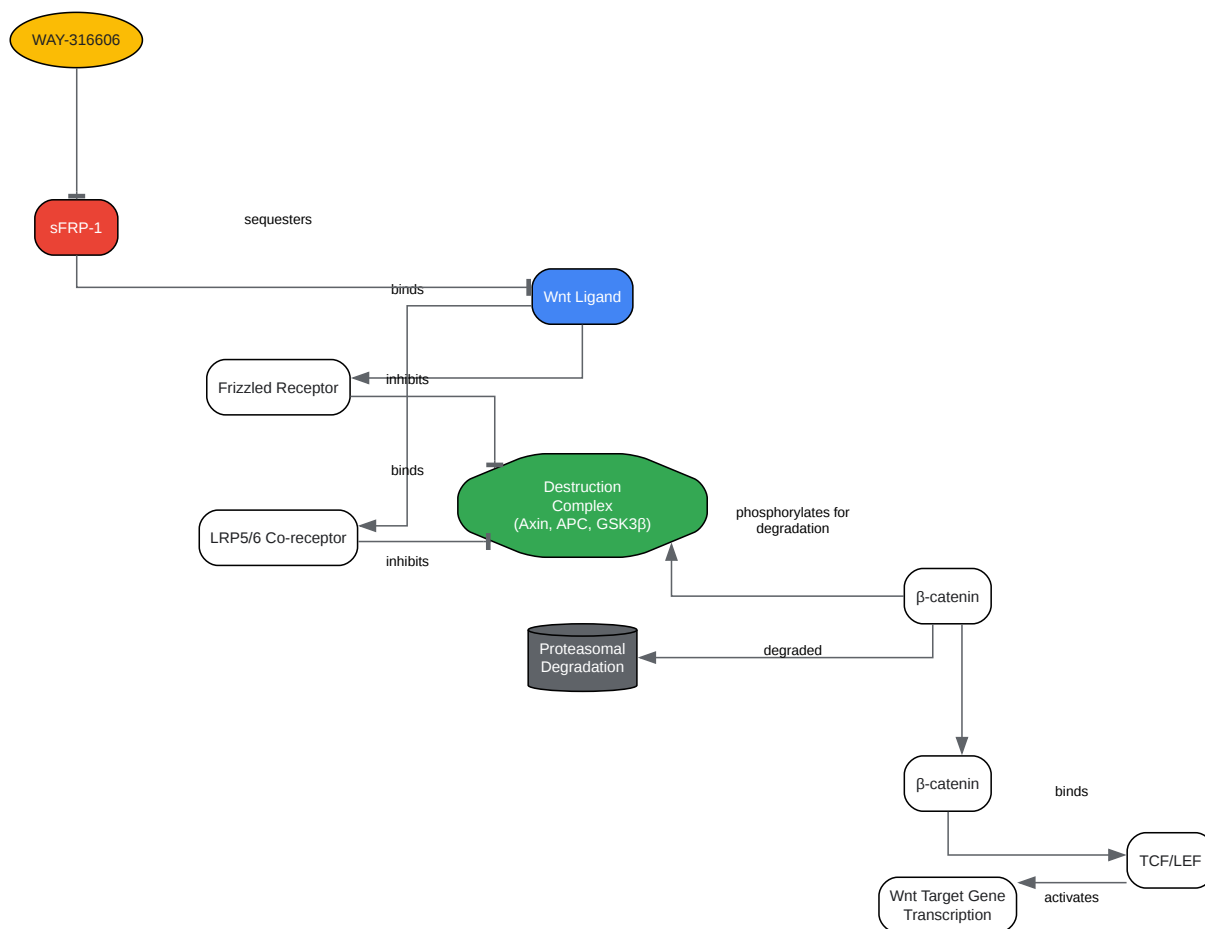 WAY-316606
sFRP-1
sequesters
binds
Wnt Ligand
Frizzled Receptor
inhibits
binds
Destruction
Complex
(Axin, APC, GSK3β)
phosphorylates for
degradation
LRP5/6 Co-receptor
inhibits
β-catenin
Proteasomal
Degradation
degraded
β-catenin
binds
TCF/LEF
Wnt Target Gene
Transcription
activates